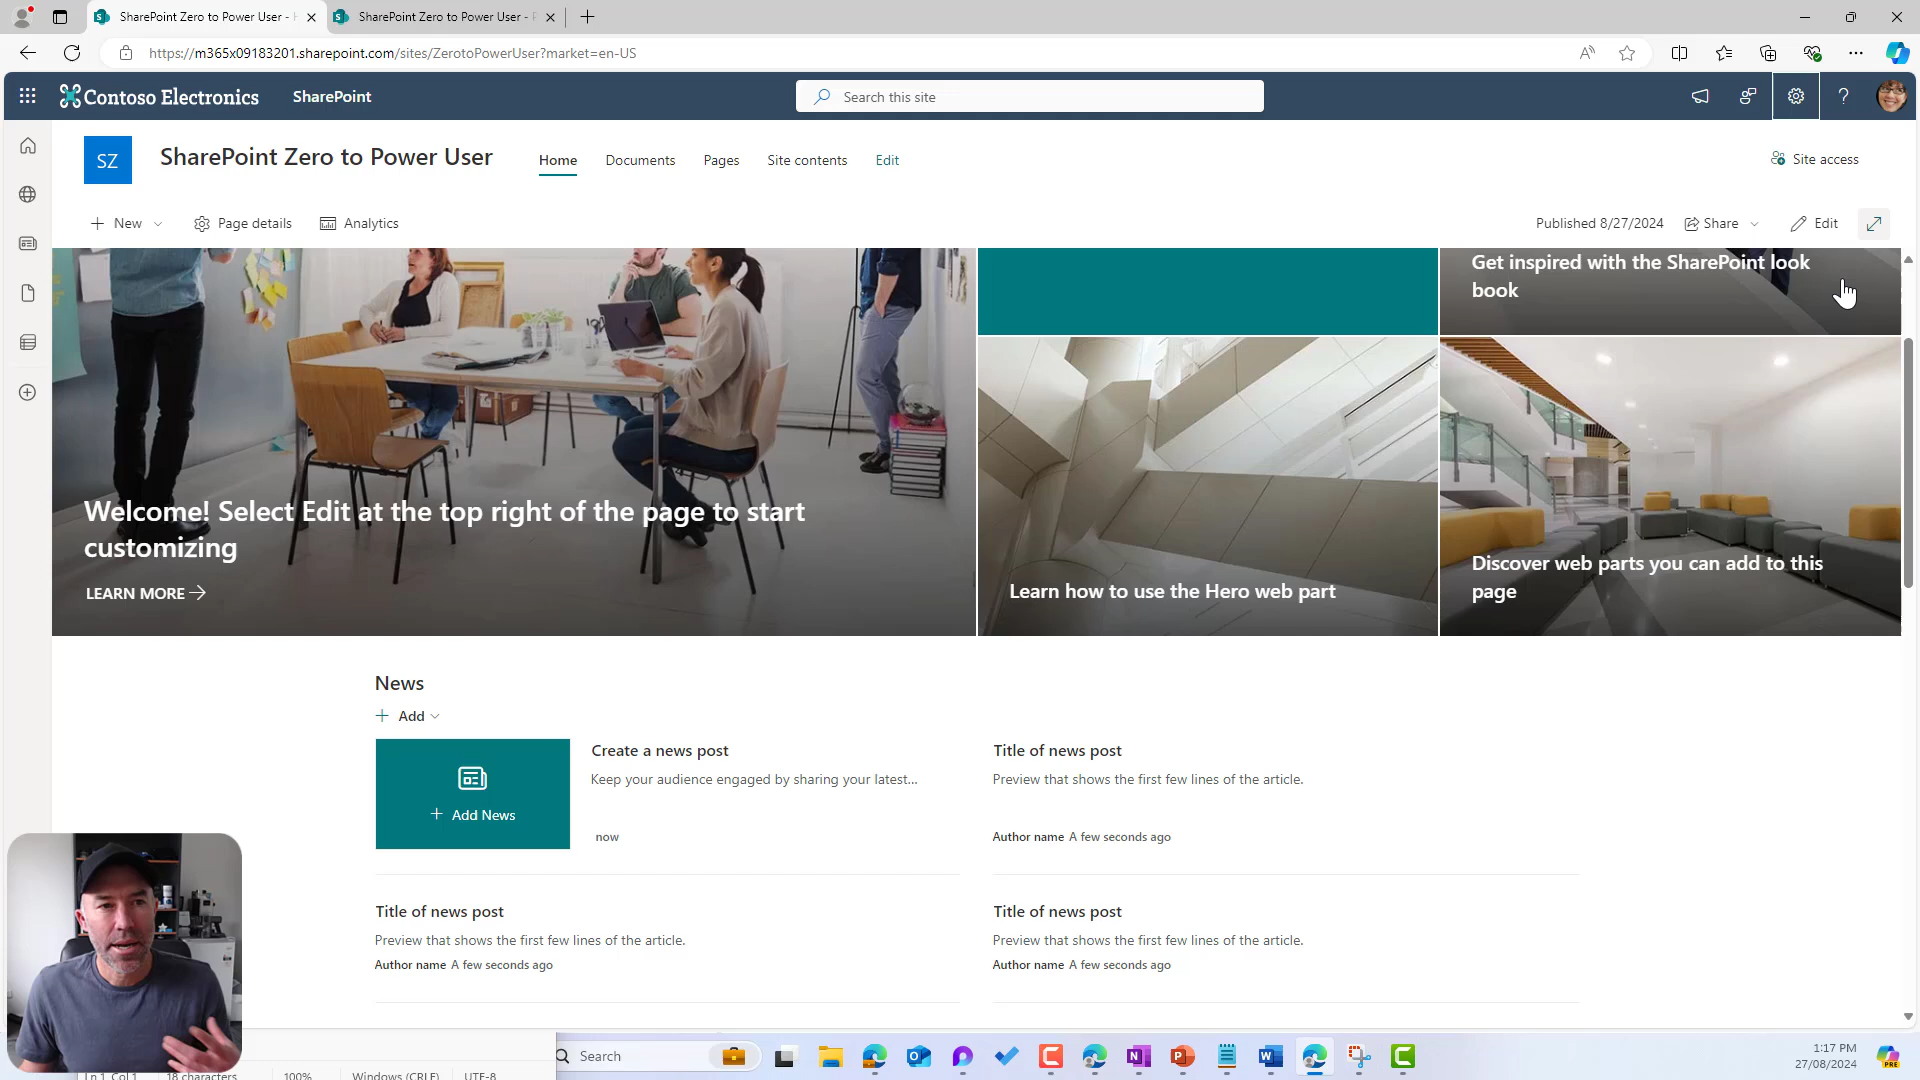 SharePoint Zero to Power User - H
SharePoint Zero to Power User - P
https://m365x09183201.sharepoint.com/sites/ZerotoPowerUser?market=en-US
Contoso Electronics
SharePoint
Search this site
SZ
SharePoint Zero to Power User
Home
Documents
Pages
Site contents
Edit
Site access
New
Page details
Analytics
Published 8/27/2024
Share
Edit
Get inspired with the SharePoint look
book
Welcome! Select Edit at the top right of the page to start
customizing
LEARN MORE
Learn how to use the Hero web part
Discover web parts you can add to this
page
News
Add
Add News
Create a news post
Keep your audience engaged by sharing your latest...
now
Title of news post
Preview that shows the first few lines of the article.
Author name A few seconds ago
Title of news post
Preview that shows the first few lines of the article.
Author name A few seconds ago
Title of news post
Preview that shows the first few lines of the article.
Author name A few seconds ago
Ln 1, Col 1
18 characters
100%
Windows (CRLF)
UTF-8
Search
1:17 PM
27/08/2024
PRE